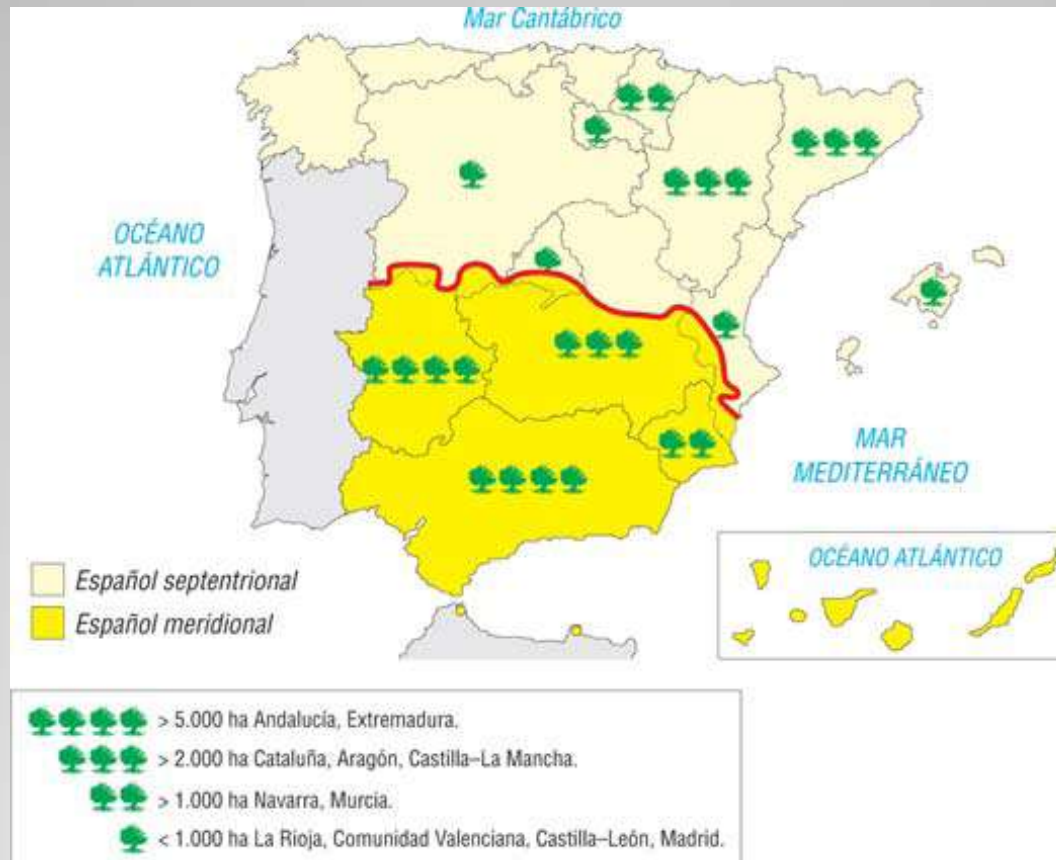 Mar Cantábrico
OCÉANO
ATLÁNTICO
MAR
MEDITERRÁNEO
OCÉANO ATLÁNTICO
Español septentrional
Español meridional
> 5.000 ha Andalucía, Extremadura.
> 2.000 ha Cataluña, Aragón, Castilla–La Mancha.
> 1.000 ha Navarra, Murcia.
< 1.000 ha La Rioja, Comunidad Valenciana, Castilla–León, Madrid.